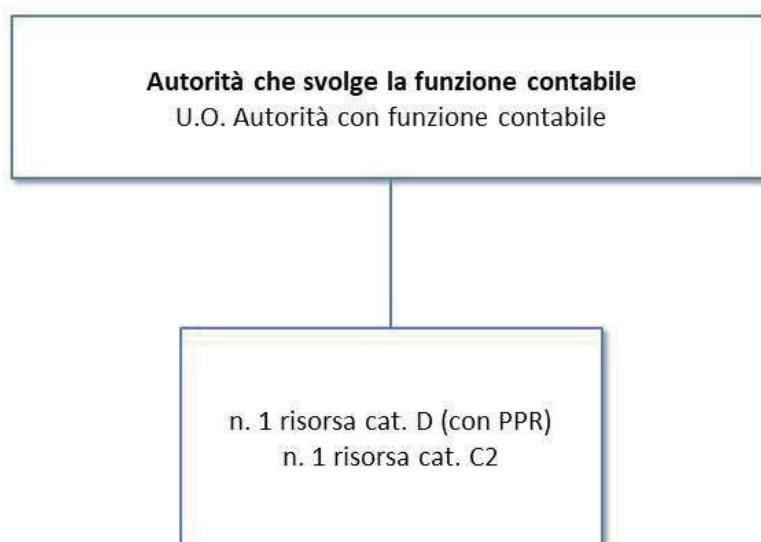 Autorità che svolge la funzione contabile
U.O. Autorità con funzione contabile
n. 1 risorsa cat. D (con PPR)
n. 1 risorsa cat. C2